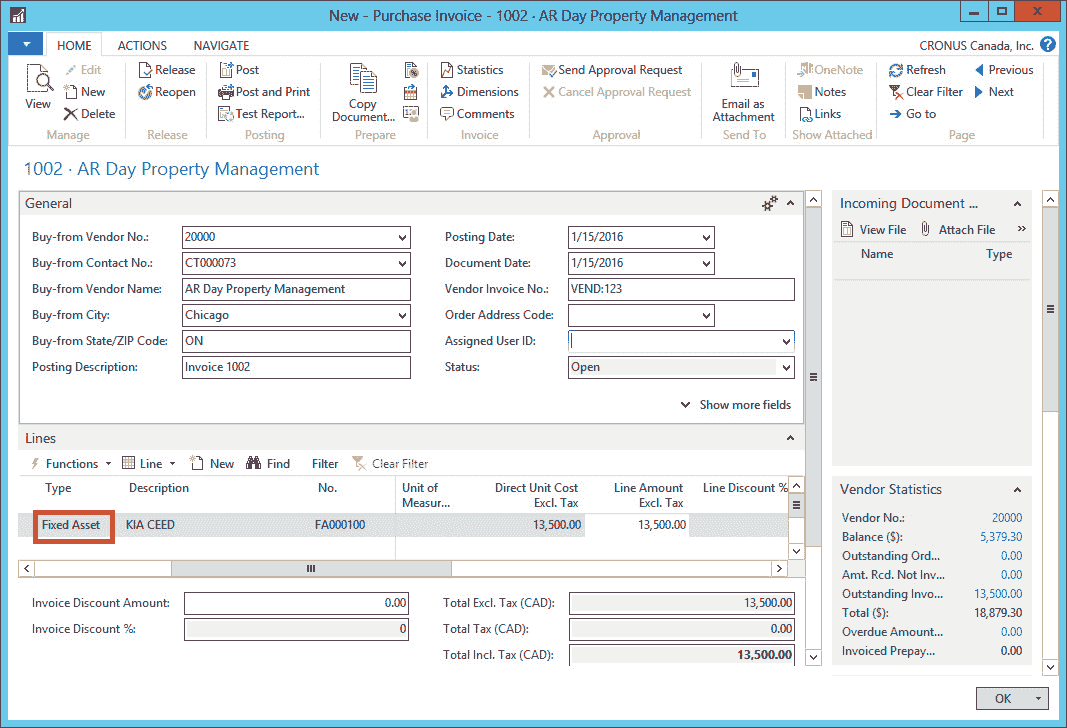 New - Purchase Invoice - 1002 - AR Day Property Management
HOME ACTIONS NAVIGATE CRONUS Canada, Inc. ?
View
Edit
New
Delete
Manage
Release
Reopen
Release
Post
Post and Print
Test Report...
Posting
Copy
Document...
Prepare
Statistics
Dimensions
Comments
Invoice
Send Approval Request
Cancel Approval Request
Approval
Email as
Attachment
Send To
OneNote
Notes
Links
Show Attached
Refresh
Clear Filter
Go to
Previous
Next
Page
1002 · AR Day Property Management
General
Buy-from Vendor No.: 20000
Buy-from Contact No.: CT000073
Buy-from Vendor Name: AR Day Property Management
Buy-from City: Chicago
Buy-from State/ZIP Code: ON
Posting Description: Invoice 1002
Posting Date: 1/15/2016
Document Date: 1/15/2016
Vendor Invoice No.: VEND:123
Order Address Code:
Assigned User ID:
Status: Open
Show more fields
Lines
Functions Line New Find Filter Clear Filter
Type Description No. Unit of Measur... Direct Unit Cost Excl. Tax Line Amount Excl. Tax Line Discount %
Fixed Asset KIA CEED FA000100 13,500.00 13,500.00
Invoice Discount Amount: 0.00
Invoice Discount %: 0
Total Excl. Tax (CAD): 13,500.00
Total Tax (CAD): 0.00
Total Incl. Tax (CAD): 13,500.00
Incoming Document ...
View File Attach File »
Name Type
Vendor Statistics
Vendor No.: 20000
Balance ($): 5,379.30
Outstanding Ord... 0.00
Amt. Rcd. Not Inv... 0.00
Outstanding Invo... 13,500.00
Total ($): 18,879.30
Overdue Amount... 0.00
Invoiced Prepay... 0.00
OK